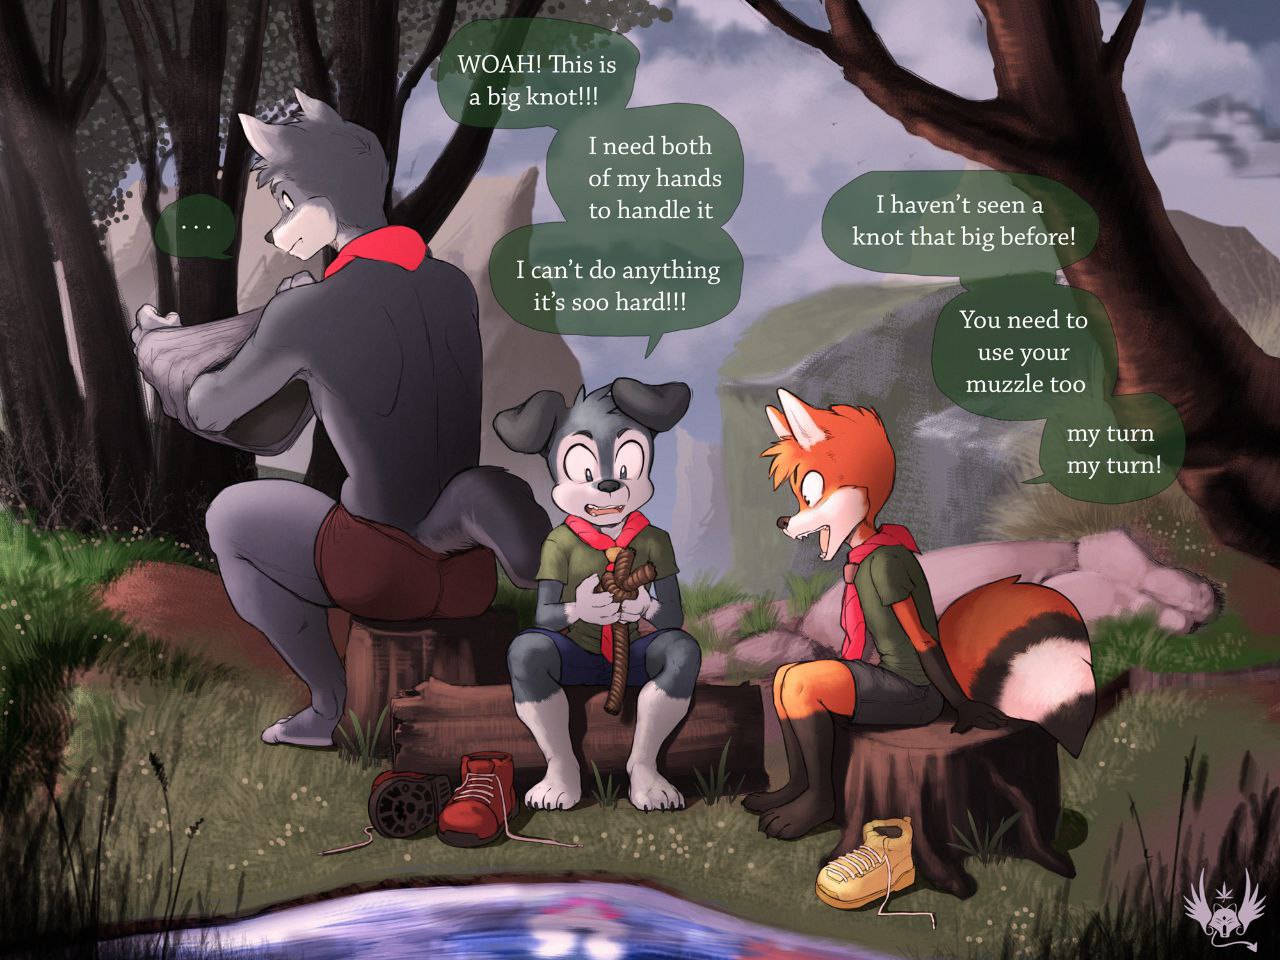 WOAH! This is
a big knot!!!
I need both
of my hands
to handle it
I can't do anything
it's soo hard!!!
. . .
I haven't seen a
knot that big before!
You need to
use your
muzzle too
my turn
my turn!